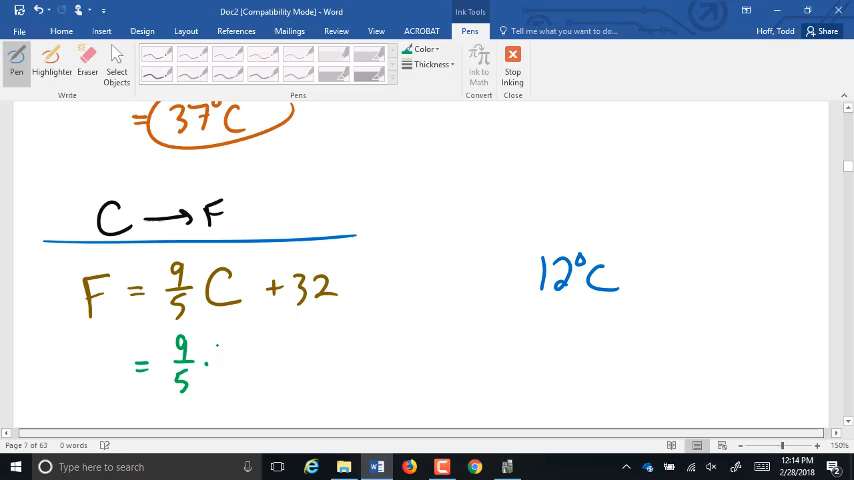 Doc2 [Compatibility Mode] - Word
Ink Tools
Hoff, Todd
File Home Insert Design Layout References Mailings Review View ACROBAT Pens Tell me what you want to do... Share
Pen Highlighter Eraser Select Objects
Color
Thickness
Ink to Math
Stop Inking
Write Pens Convert Close
= 37°C
C → F
F = 9/5 C + 32
12°C
= 9/5 ·
Page 7 of 63 0 words 150%
Type here to search
12:14 PM
2/28/2018
2